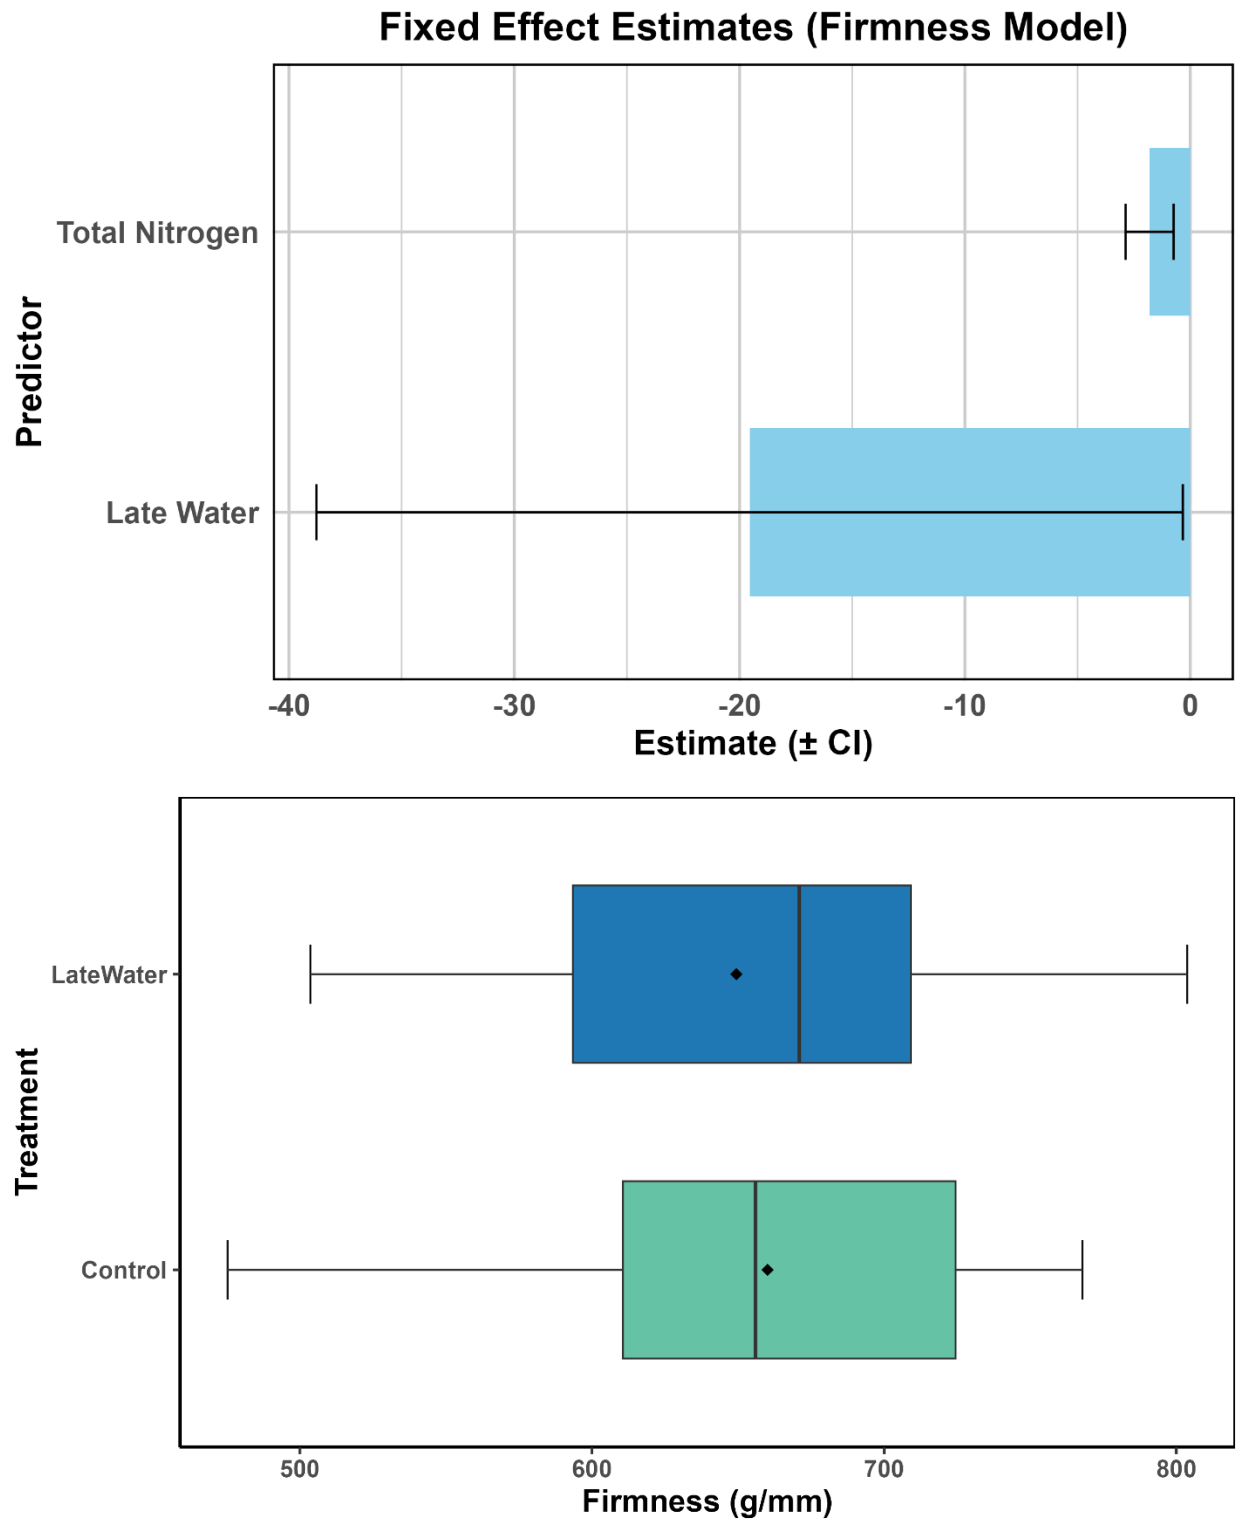 Fixed Effect Estimates (Firmness Model)
Predictor
Total Nitrogen
Late Water
-40 -30 -20 -10 0
Estimate (± CI)
Treatment
LateWater
Control
500 600 700 800
Firmness (g/mm)